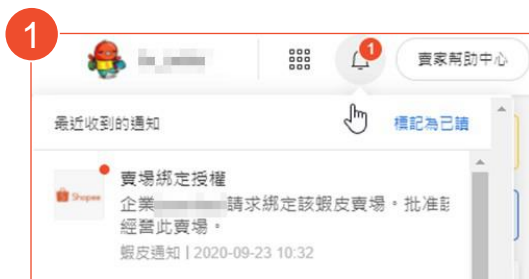 1
1
賣家幫助中心
最近收到的通知
標記為已讀
Shopee
賣場綁定授權
企業 請求綁定該蝦皮賣場。批准
經營此賣場。
蝦皮通知 | 2020-09-23 10:32